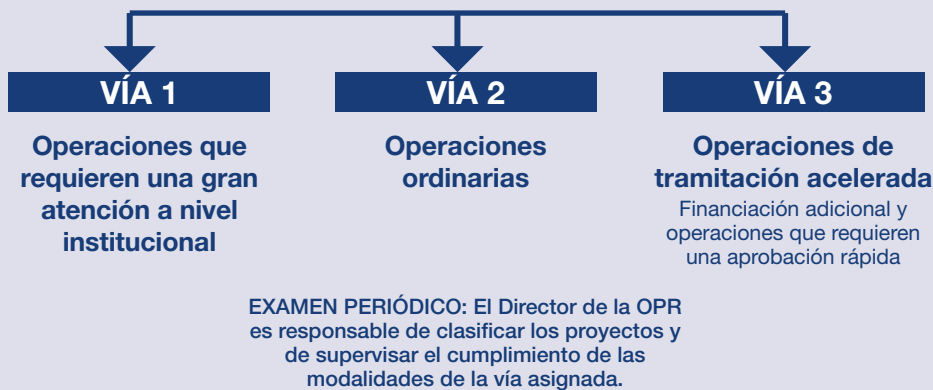 VÍA 1
Operaciones que
requieren una gran
atención a nivel
institucional
VÍA 2
Operaciones
ordinarias
VÍA 3
Operaciones de
tramitación acelerada
Financiación adicional y
operaciones que requieren
una aprobación rápida
EXAMEN PERIÓDICO: El Director de la OPR
es responsable de clasificar los proyectos y
de supervisar el cumplimiento de las
modalidades de la vía asignada.